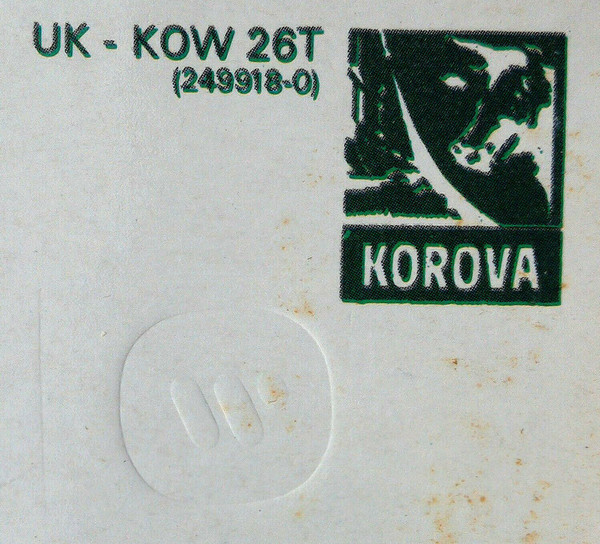 UK - KOW 26T
(249918-0)
KOROVA